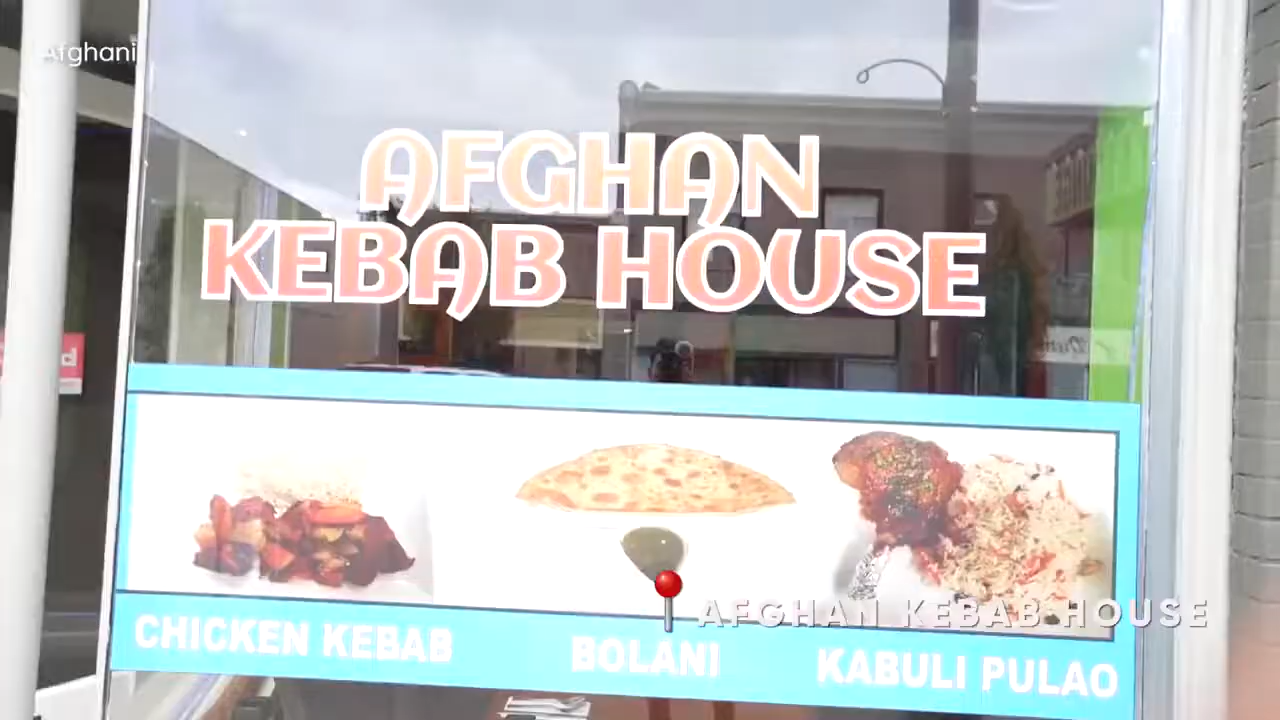 Afghani
AFGHAN
KEBAB HOUSE
CHICKEN KEBAB
BOLANI
KABULI PULAO
AFGHAN KEBAB HOUSE